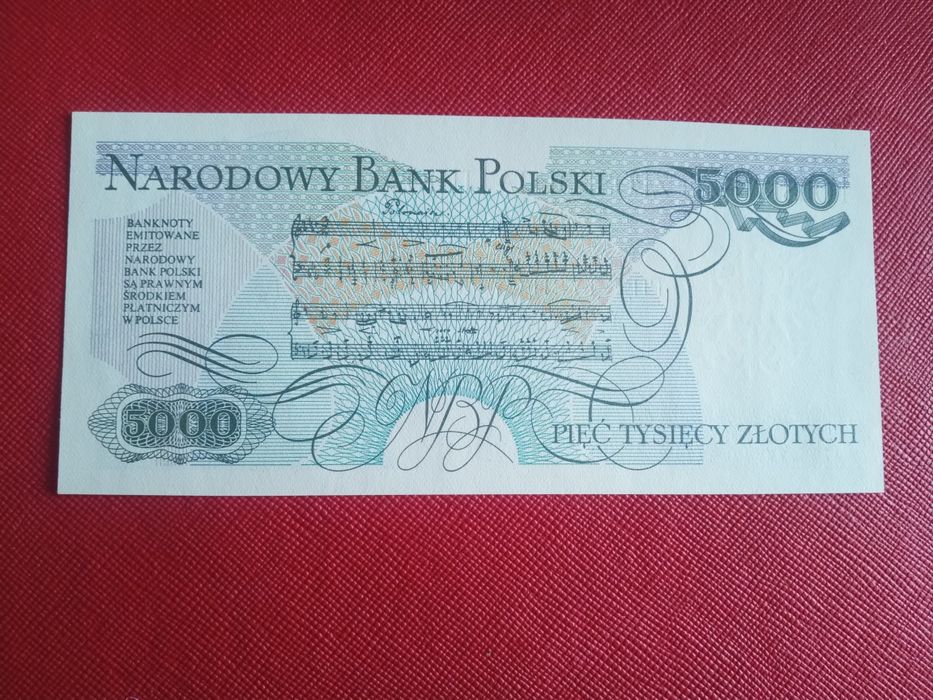 NARODOWY BANK POLSKI
5000
BANKNOTY
EMITOWANE
PRZEZ
NARODOWY
BANK POLSKI
SĄ PRAWNYM
ŚRODKIEM
PŁATNICZYM
W POLSCE
5000
NBP
PIĘĆ TYSIĘCY ZŁOTYCH